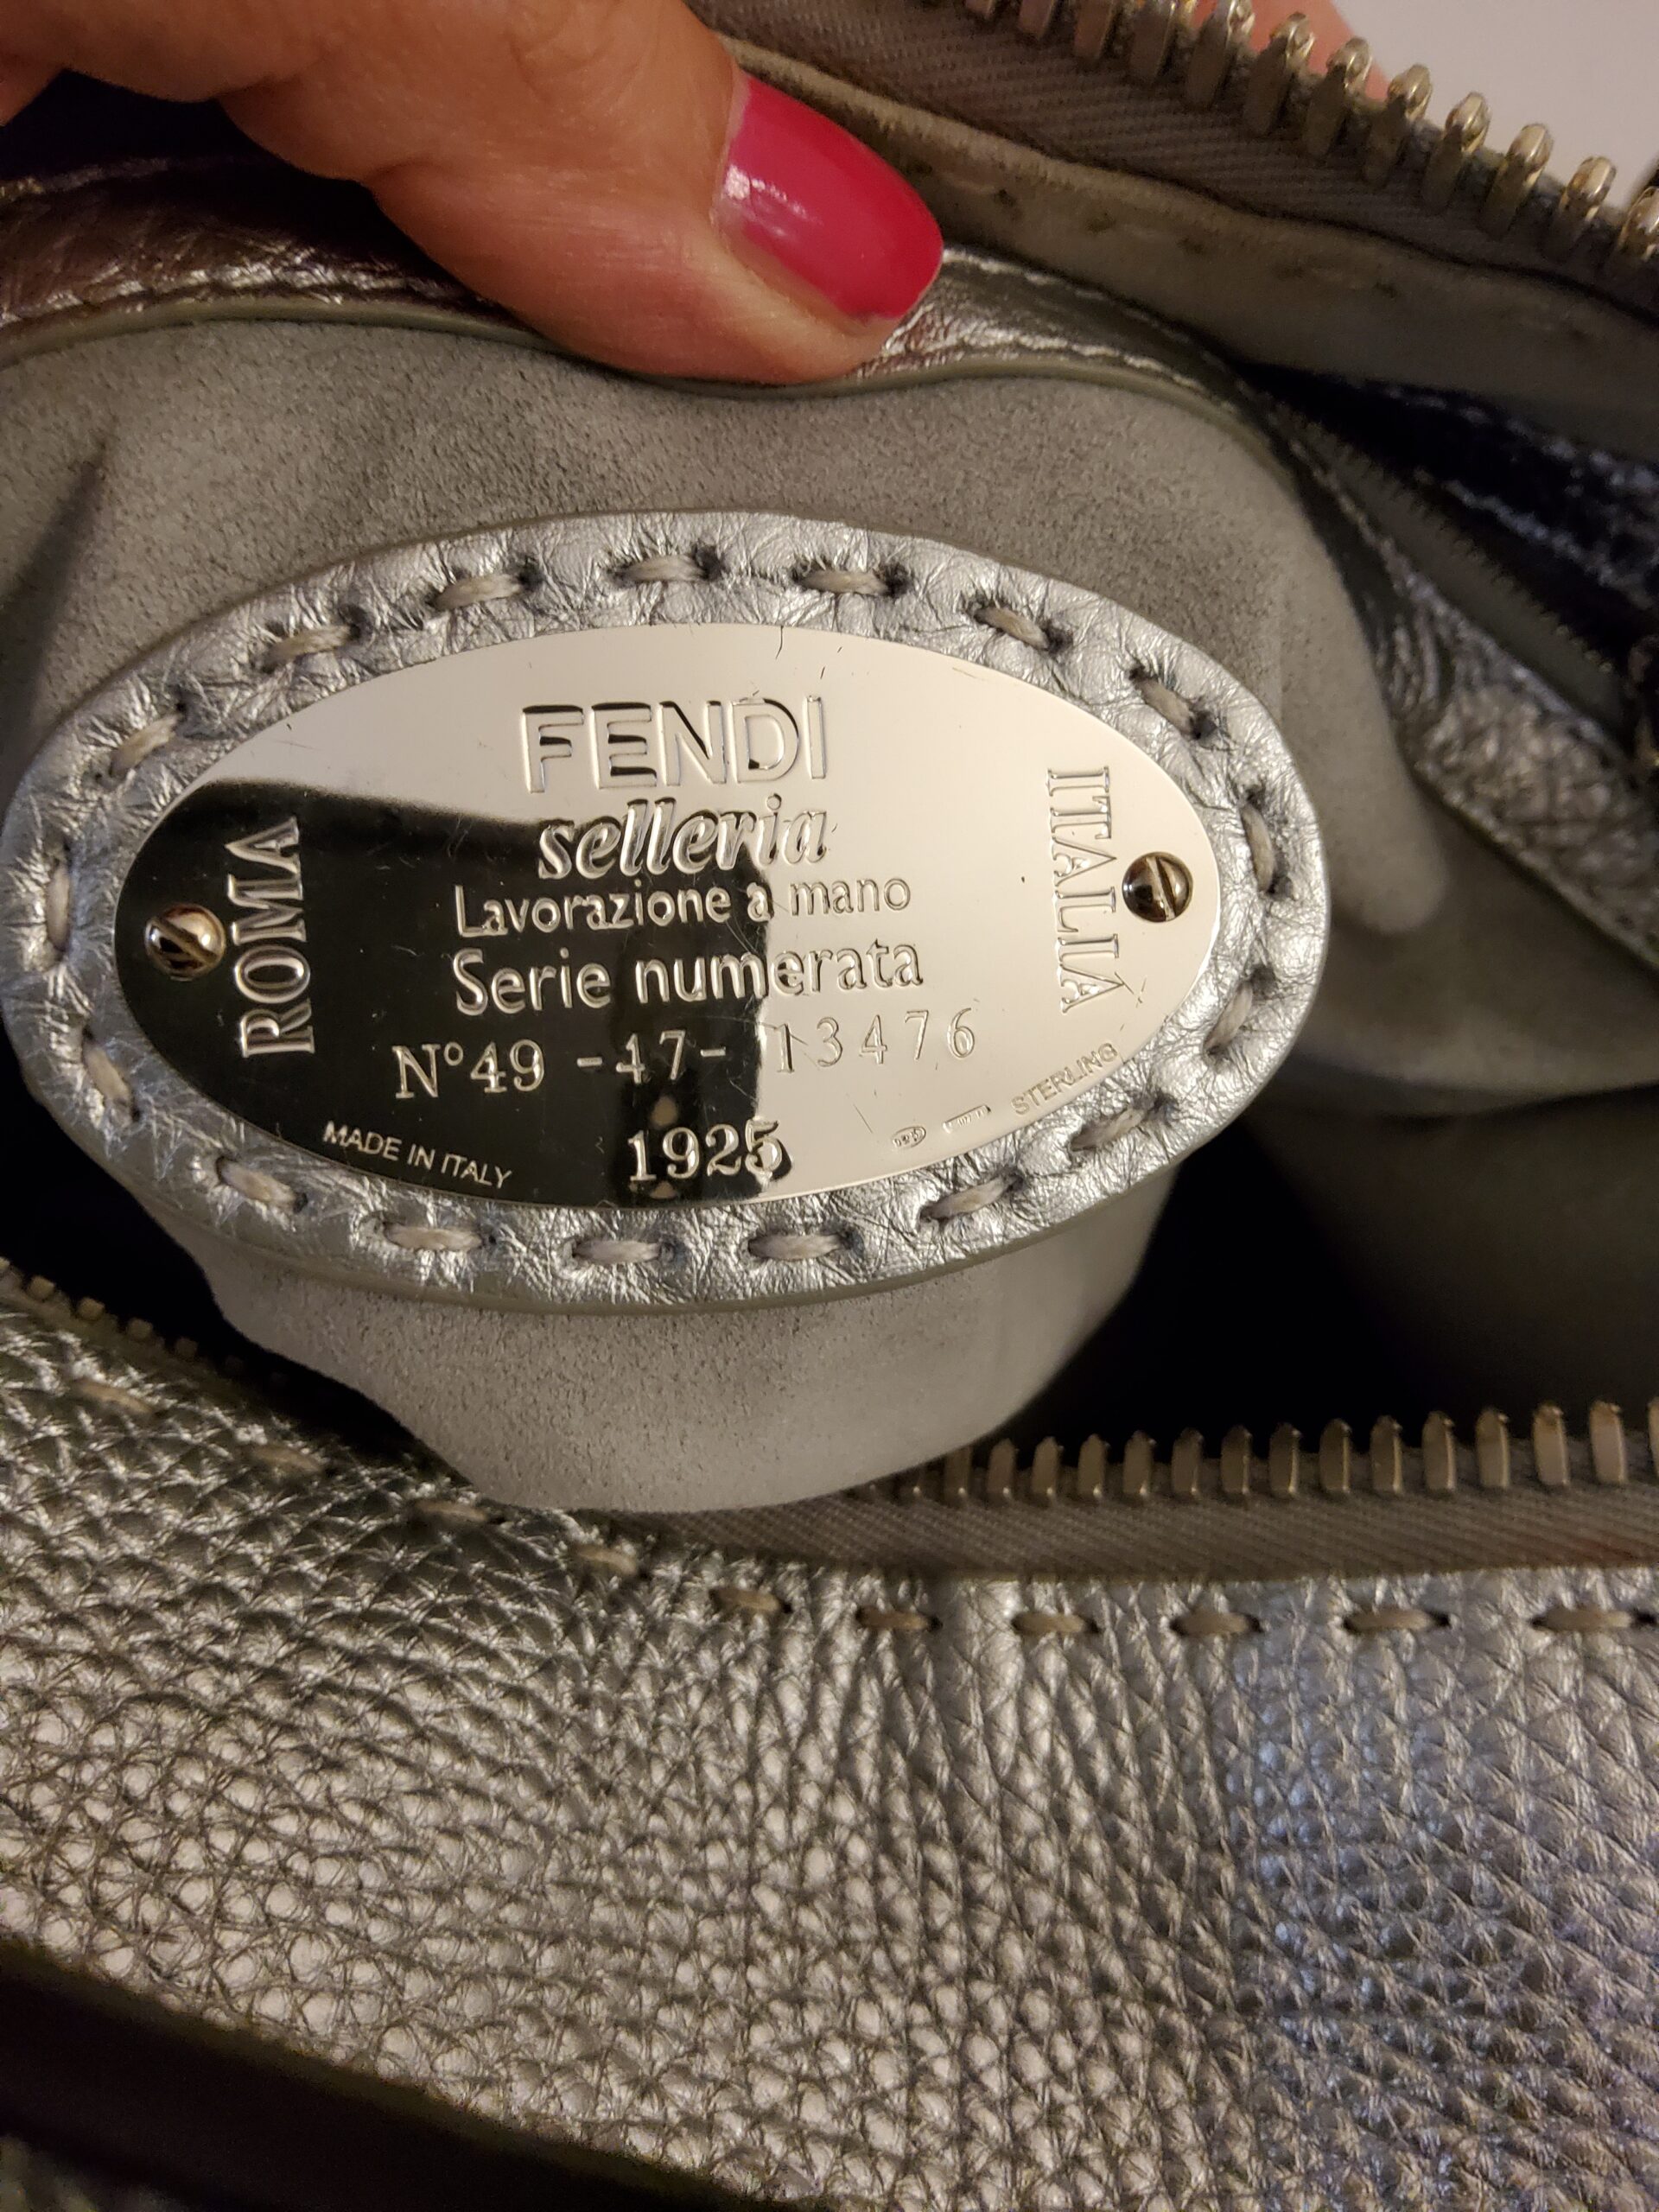 FENDI
selleria
Lavorazione a mano
Serie numerata
N°49 -47- 13476
1925
ROMA
ITALIA
MADE IN ITALY
STERLING